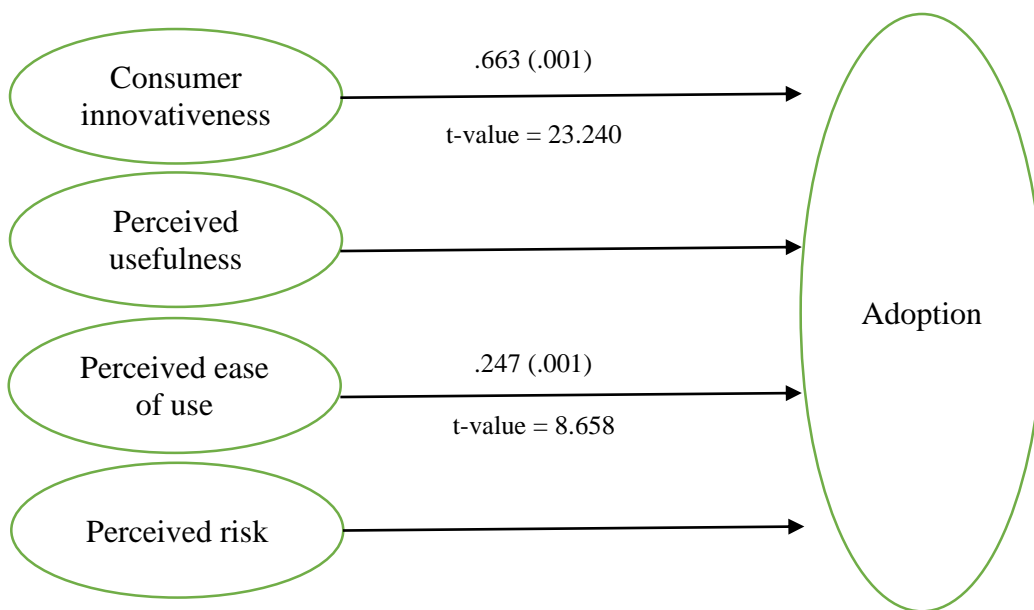 Consumer
innovativeness
.663 (.001)
t-value = 23.240
Perceived
usefulness
Adoption
Perceived ease
of use
.247 (.001)
t-value = 8.658
Perceived risk